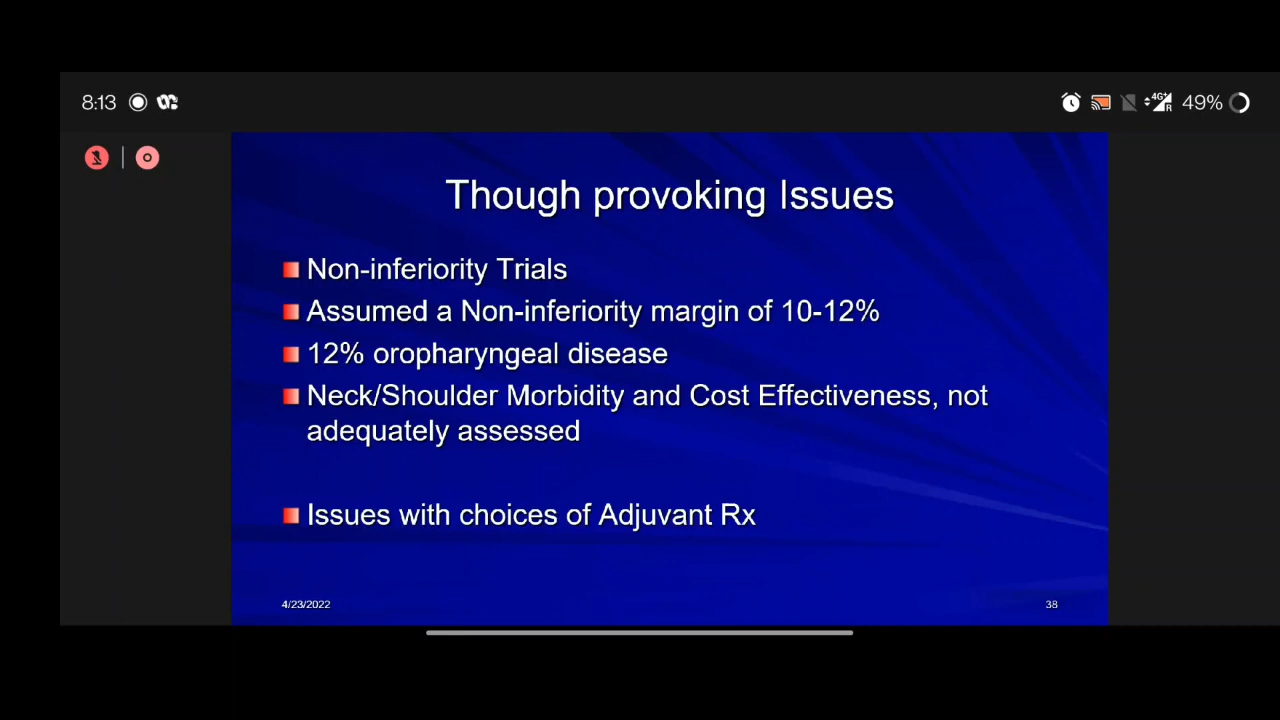 8:13
4G+
R
49%
Though provoking Issues
Non-inferiority Trials
Assumed a Non-inferiority margin of 10-12%
12% oropharyngeal disease
Neck/Shoulder Morbidity and Cost Effectiveness, not
adequately assessed
Issues with choices of Adjuvant Rx
4/23/2022
38